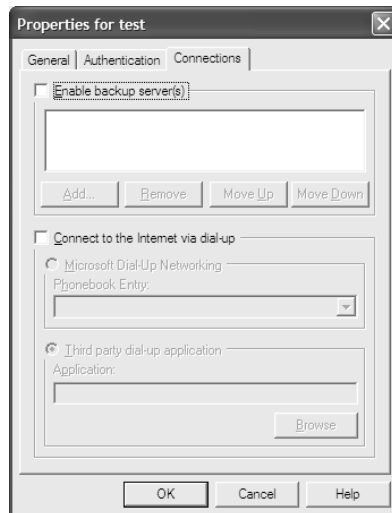 Properties for test
General Authentication Connections
Enable backup server(s)
Add... Remove Move Up Move Down
Connect to the Internet via dial-up
Microsoft Dial-Up Networking
Phonebook Entry:
Third party dial-up application
Application:
Browse
OK Cancel Help